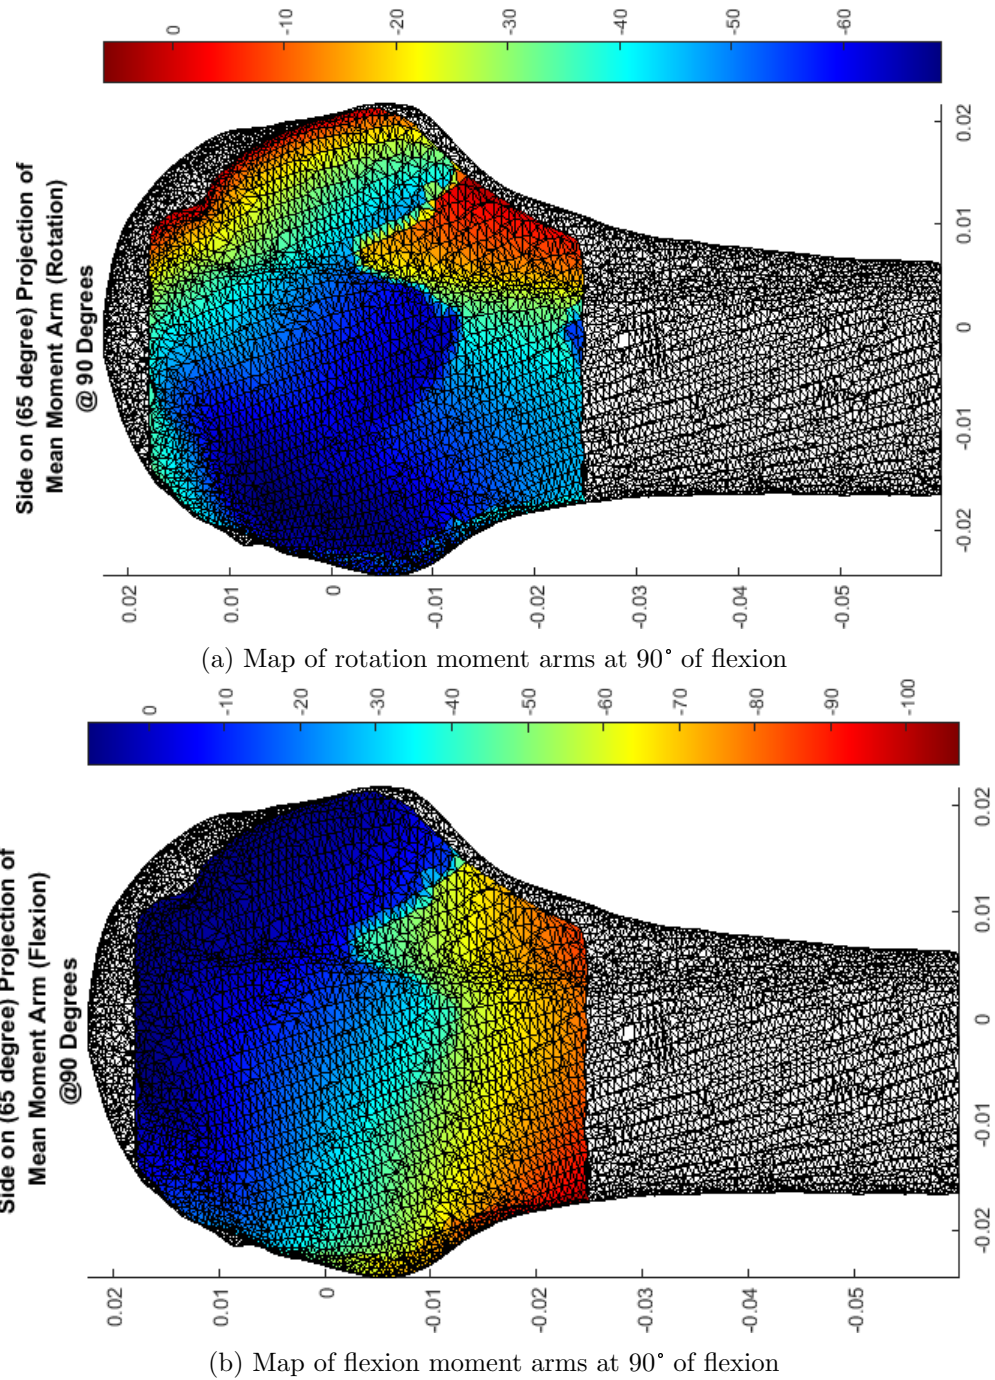 0 -10 -20 -30 -40 -50 -60
Side on (65 degree) Projection of
Mean Moment Arm (Rotation)
@ 90 Degrees
0.02
0.01
0
-0.01
-0.02
0.02 0.01 0 -0.01 -0.02 -0.03 -0.04 -0.05
(a) Map of rotation moment arms at 90° of flexion
0 -10 -20 -30 -40 -50 -60 -70 -80 -90 -100
Side on (65 degree) Projection of
Mean Moment Arm (Flexion)
@90 Degrees
0.02
0.01
0
-0.01
-0.02
0.02 0.01 0 -0.01 -0.02 -0.03 -0.04 -0.05
(b) Map of flexion moment arms at 90° of flexion